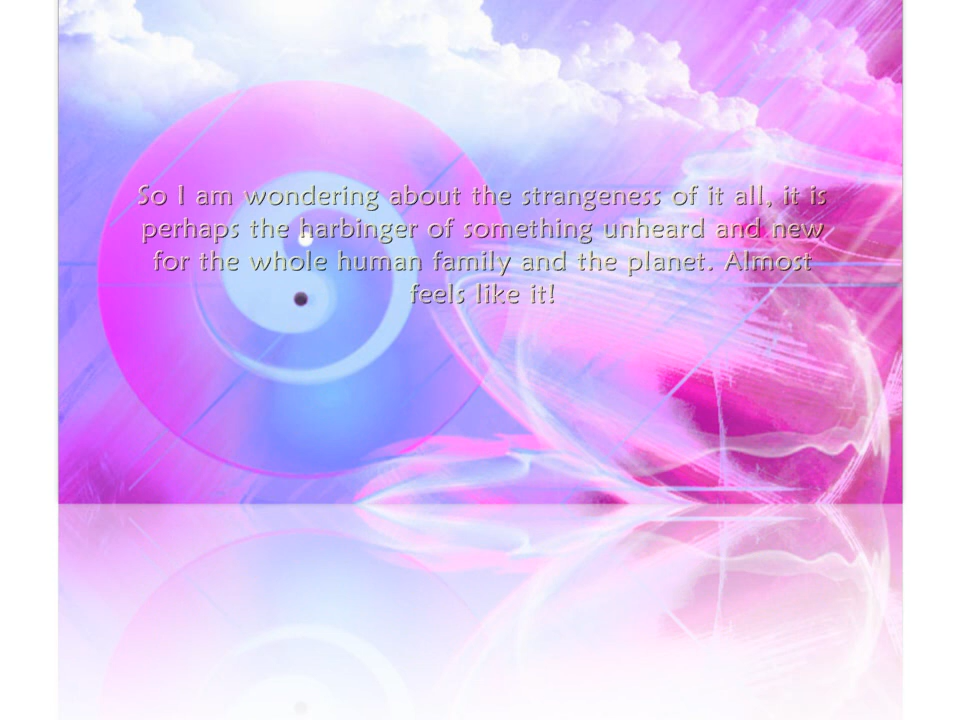 So I am wondering about the strangeness of it all, it is
perhaps the harbinger of something unheard and new
for the whole human family and the planet. Almost
feels like it!